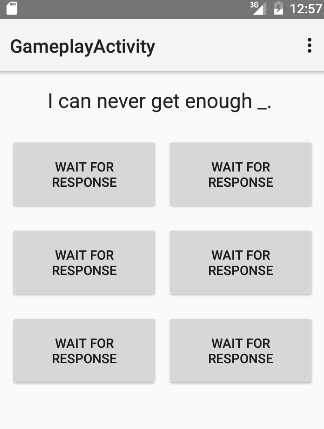 3G 12:57
GameplayActivity
I can never get enough _.
WAIT FOR RESPONSE WAIT FOR RESPONSE
WAIT FOR RESPONSE WAIT FOR RESPONSE
WAIT FOR RESPONSE WAIT FOR RESPONSE